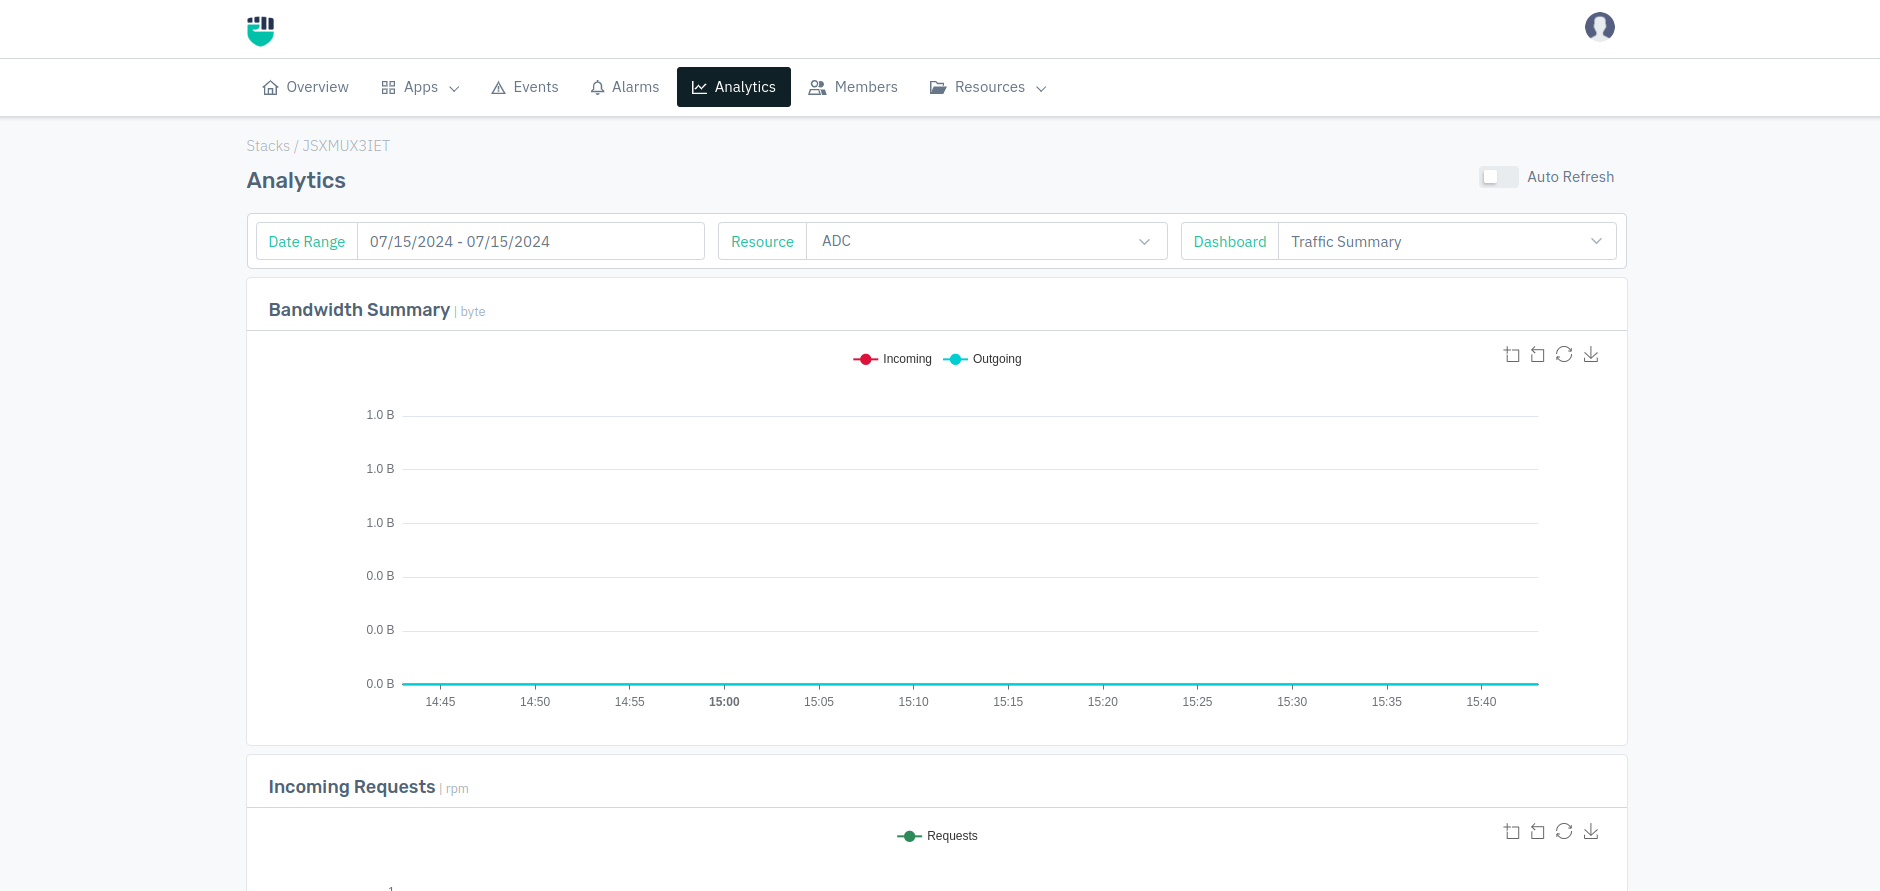 Overview Apps Events Alarms Analytics Members Resources
Stacks / JSXMUX3IET
Analytics
Auto Refresh
Date Range 07/15/2024 - 07/15/2024 Resource ADC Dashboard Traffic Summary
Bandwidth Summary | byte
Incoming Outgoing
1.0 B
1.0 B
1.0 B
0.0 B
0.0 B
0.0 B
14:45 14:50 14:55 15:00 15:05 15:10 15:15 15:20 15:25 15:30 15:35 15:40
Incoming Requests | rpm
Requests